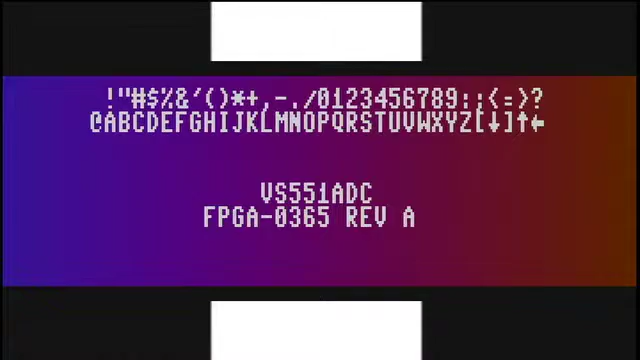 !"#$%&'()*+,-./0123456789:;<=>?
@ABCDEFGHIJKLMNOPQRSTUVWXYZ[↓]↑←
VS551ADC
FPGA-0365 REV A